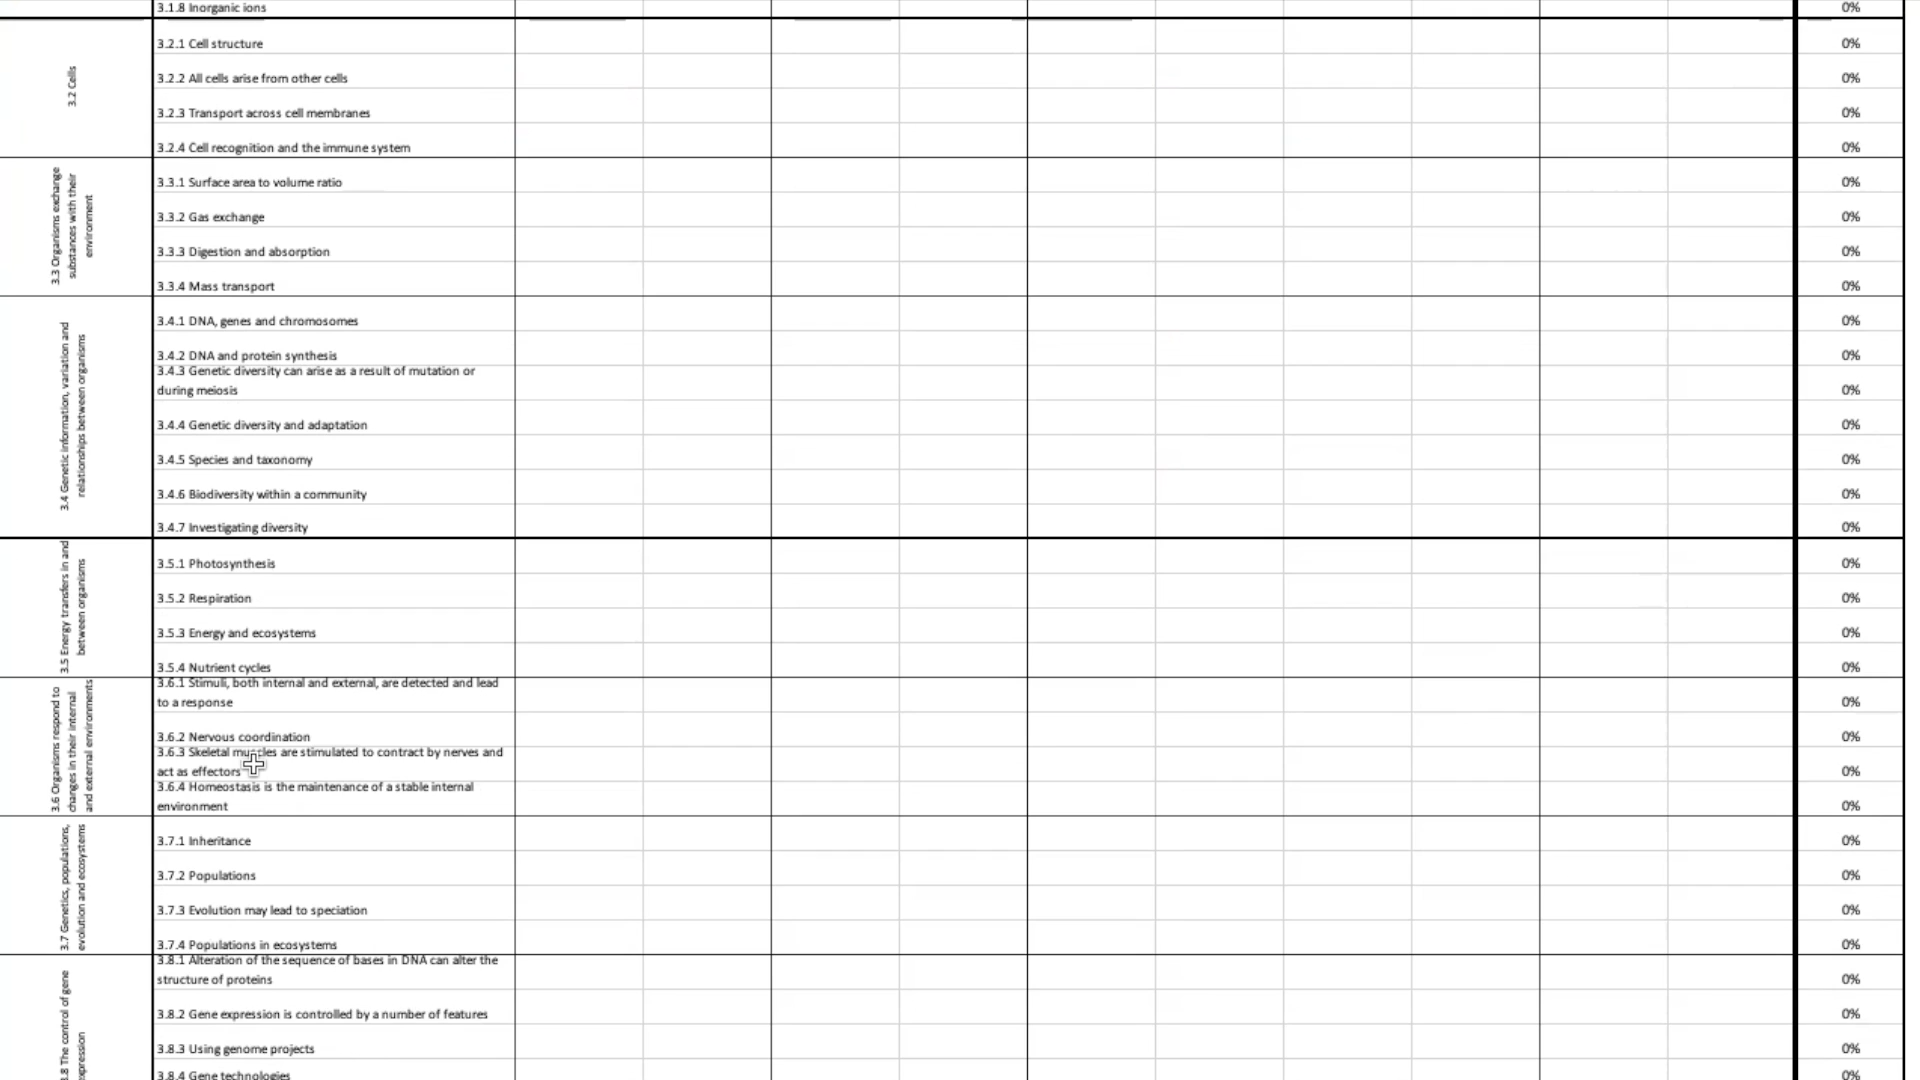 3.1.8 Inorganic ions 0%
3.2 Cells
3.2.1 Cell structure 0%
3.2.2 All cells arise from other cells 0%
3.2.3 Transport across cell membranes 0%
3.2.4 Cell recognition and the immune system 0%
3.3 Organisms exchange
substances with their
environment
3.3.1 Surface area to volume ratio 0%
3.3.2 Gas exchange 0%
3.3.3 Digestion and absorption 0%
3.3.4 Mass transport 0%
3.4 Genetic information, variation and
relationships between organisms
3.4.1 DNA, genes and chromosomes 0%
3.4.2 DNA and protein synthesis 0%
3.4.3 Genetic diversity can arise as a result of mutation or
during meiosis 0%
3.4.4 Genetic diversity and adaptation 0%
3.4.5 Species and taxonomy 0%
3.4.6 Biodiversity within a community 0%
3.4.7 Investigating diversity 0%
3.5 Energy transfers in and
between organisms
3.5.1 Photosynthesis 0%
3.5.2 Respiration 0%
3.5.3 Energy and ecosystems 0%
3.5.4 Nutrient cycles 0%
3.6 Organisms respond to
changes in their internal
and external environments
3.6.1 Stimuli, both internal and external, are detected and lead
to a response 0%
3.6.2 Nervous coordination 0%
3.6.3 Skeletal muscles are stimulated to contract by nerves and
act as effectors 0%
3.6.4 Homeostasis is the maintenance of a stable internal
environment 0%
3.7 Genetics, populations,
evolution and ecosystems
3.7.1 Inheritance 0%
3.7.2 Populations 0%
3.7.3 Evolution may lead to speciation 0%
3.7.4 Populations in ecosystems 0%
.8 The control of gene
expression
3.8.1 Alteration of the sequence of bases in DNA can alter the
structure of proteins 0%
3.8.2 Gene expression is controlled by a number of features 0%
3.8.3 Using genome projects 0%
3.8.4 Gene technologies 0%